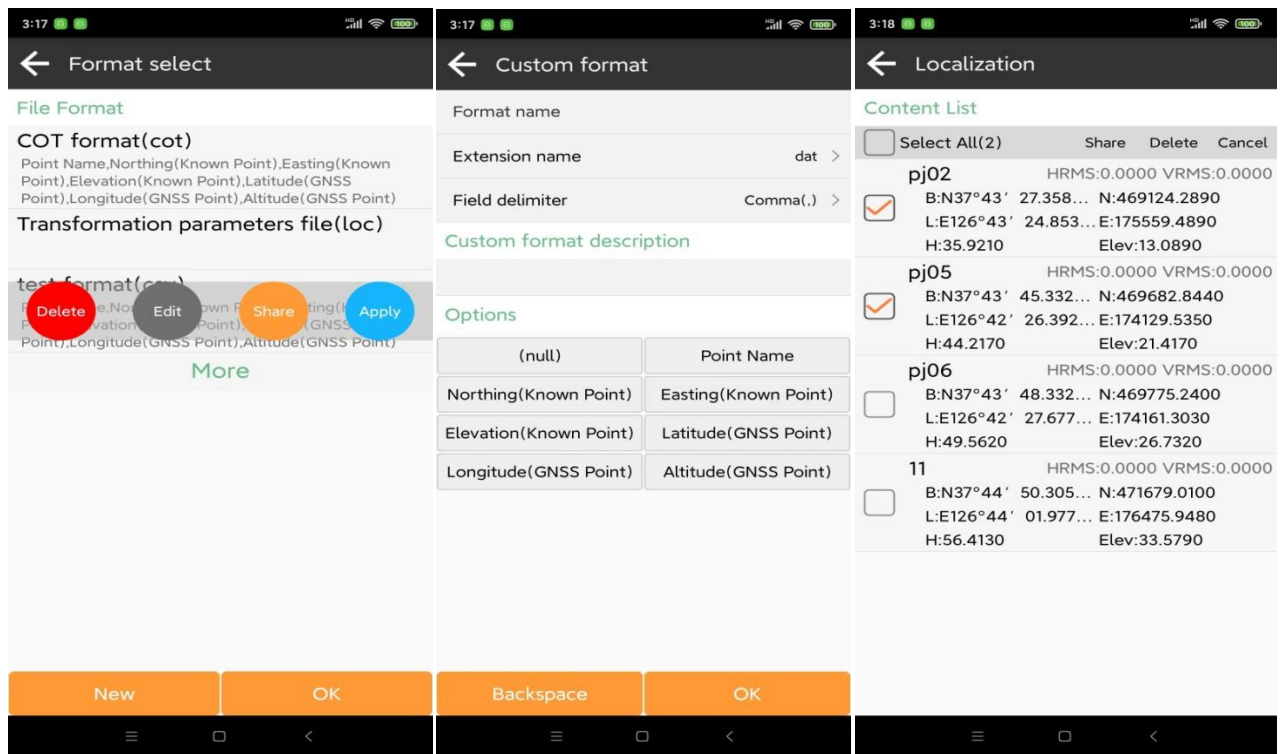 3:17
HD
100
Format select
File Format
COT format(cot)
Point Name,Northing(Known Point),Easting(Known
Point),Elevation(Known Point),Latitude(GNSS
Point),Longitude(GNSS Point),Altitude(GNSS Point)
Transformation parameters file(loc)
test format(csv)
Delete Edit Share Apply
Point),Longitude(GNSS Point),Altitude(GNSS Point)
More
New OK
3:17
HD
100
Custom format
Format name
Extension name dat
Field delimiter Comma(,)
Custom format description
Options
(null) Point Name
Northing(Known Point) Easting(Known Point)
Elevation(Known Point) Latitude(GNSS Point)
Longitude(GNSS Point) Altitude(GNSS Point)
Backspace OK
3:18
HD
100
Localization
Content List
Select All(2) Share Delete Cancel
pj02 HRMS:0.0000 VRMS:0.0000
B:N37°43′ 27.358... N:469124.2890
L:E126°43′ 24.853... E:175559.4890
H:35.9210 Elev:13.0890
pj05 HRMS:0.0000 VRMS:0.0000
B:N37°43′ 45.332... N:469682.8440
L:E126°42′ 26.392... E:174129.5350
H:44.2170 Elev:21.4170
pj06 HRMS:0.0000 VRMS:0.0000
B:N37°43′ 48.332... N:469775.2400
L:E126°42′ 27.677... E:174161.3030
H:49.5620 Elev:26.7320
11 HRMS:0.0000 VRMS:0.0000
B:N37°44′ 50.305... N:471679.0100
L:E126°44′ 01.977... E:176475.9480
H:56.4130 Elev:33.5790